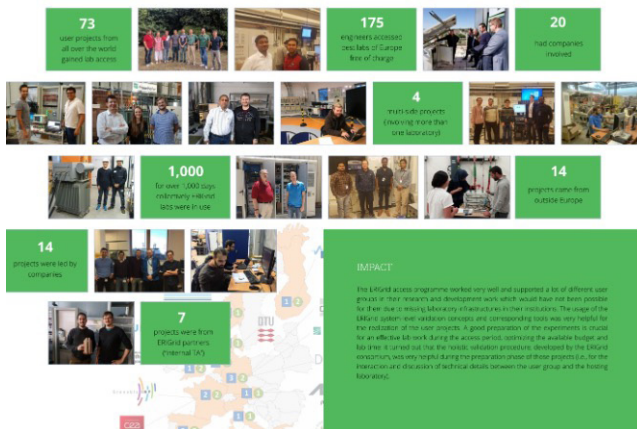 73
user projects from
all over the world
gained lab access
175
engineers accessed
best labs of Europe
free of charge
20
had companies
involved
4
multi-side projects
(involving more than
one laboratory)
1,000
for over 1,000 days
collectively ERIGrid
labs were in use
14
projects came from
outside Europe
14
projects were led by
companies
7
projects were from
ERIGrid partners
("internal TA")
DTU
IMPACT
The ERIGrid access programme worked very well and supported a lot of different user
groups in their research and development work which would have not been possible
for them due to missing laboratory infrastructures in their institutions. The usage of the
ERIGrid system level validation concepts and corresponding tools was very helpful for
the realization of the user projects. A good preparation of the experiments is crucial
for an effective lab work during the access period, optimizing the available budget and
lab time. It turned out that the holistic validation procedure, developed by the ERIGrid
consortium, was very helpful during the preparation phase of those projects (i.e., for the
interaction and discussion of technical details between the user group and the hosting
laboratory).